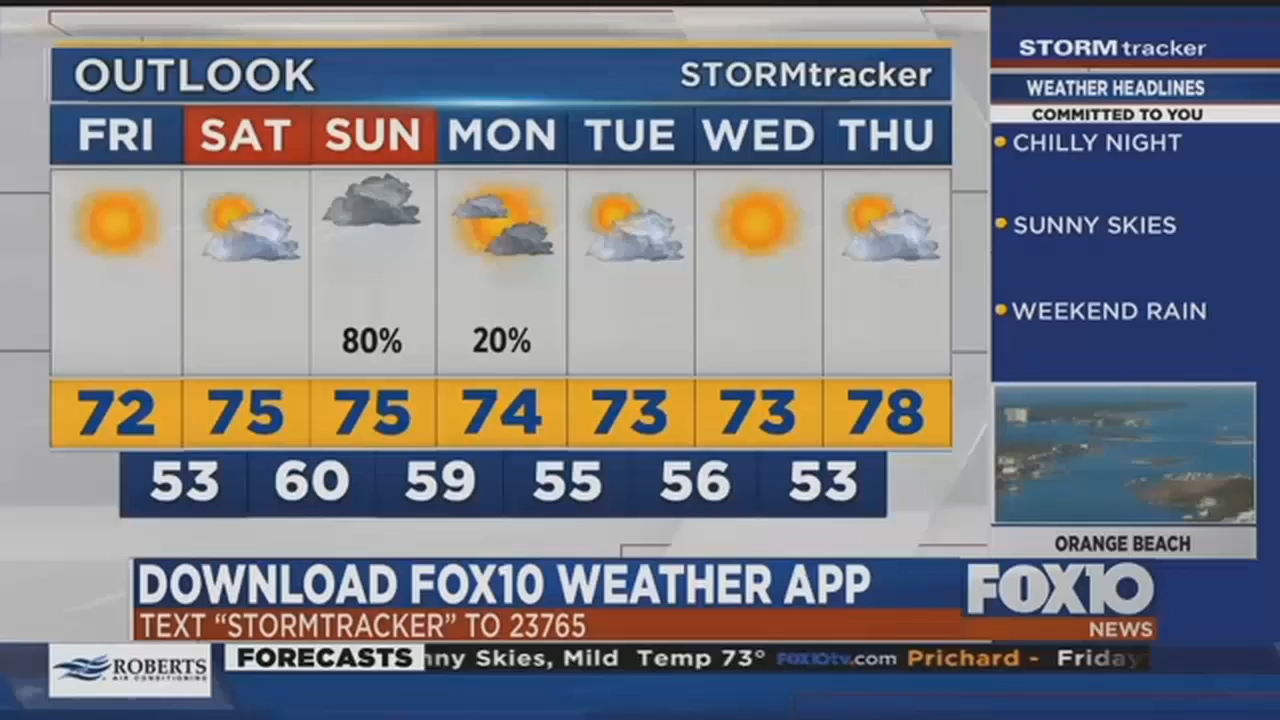 OUTLOOK
STORMtracker
FRI SAT SUN MON TUE WED THU
80% 20%
72 75 75 74 73 73 78
53 60 59 55 56 53
STORM tracker
WEATHER HEADLINES
COMMITTED TO YOU
CHILLY NIGHT
SUNNY SKIES
WEEKEND RAIN
ORANGE BEACH
DOWNLOAD FOX10 WEATHER APP
TEXT “STORMTRACKER” TO 23765
FOX10
NEWS
ROBERTS
AIR CONDITIONING
FORECASTS nny Skies, Mild Temp 73° FOX10tv.com Prichard - Friday